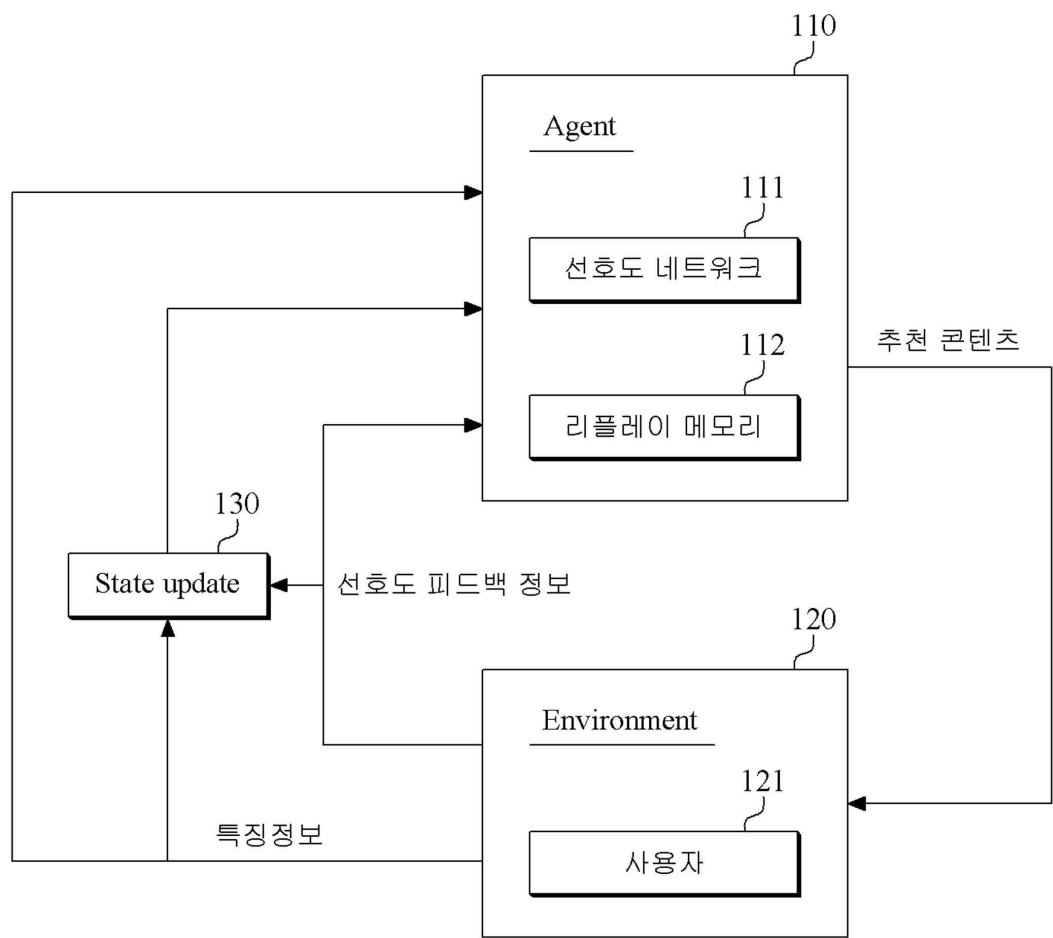 110
Agent
111
선호도 네트워크
추천 콘텐츠
112
리플레이 메모리
130
State update
선호도 피드백 정보
120
Environment
121
특징정보
사용자